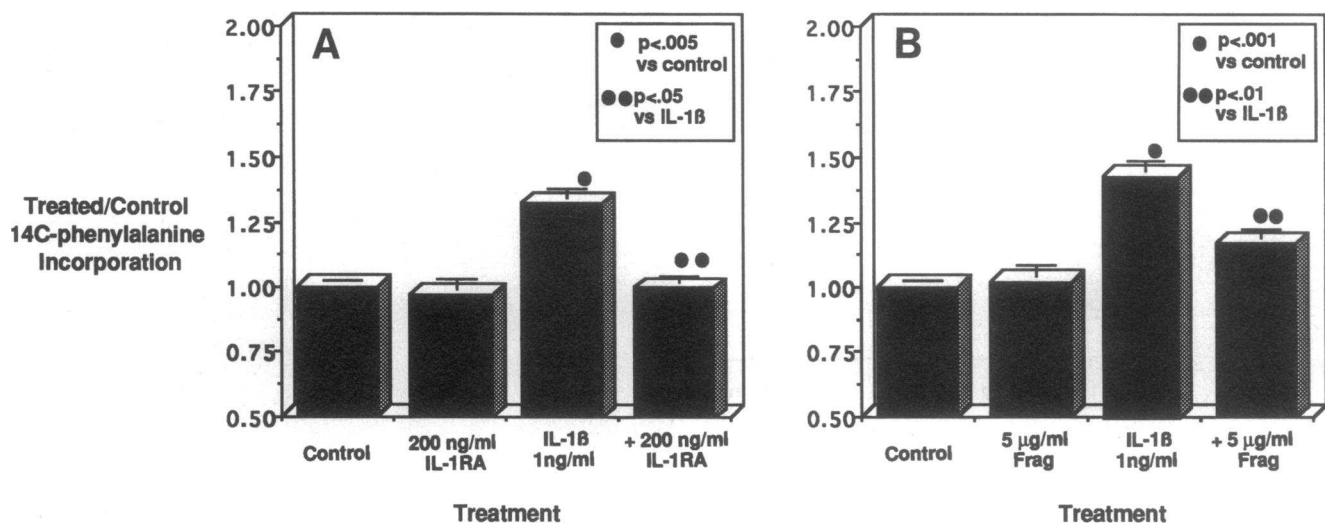 Treated/Control
14C-phenylalanine
Incorporation
A
2.00
1.75
1.50
1.25
1.00
0.75
0.50
p<.005
vs control
p<.05
vs IL-1ß
Control
200 ng/ml
IL-1RA
IL-1ß
1ng/ml
+ 200 ng/ml
IL-1RA
Treatment
B
2.00
1.75
1.50
1.25
1.00
0.75
0.50
p<.001
vs control
p<.01
vs IL-1ß
Control
5 µg/ml
Frag
IL-1ß
1ng/ml
+ 5 µg/ml
Frag
Treatment